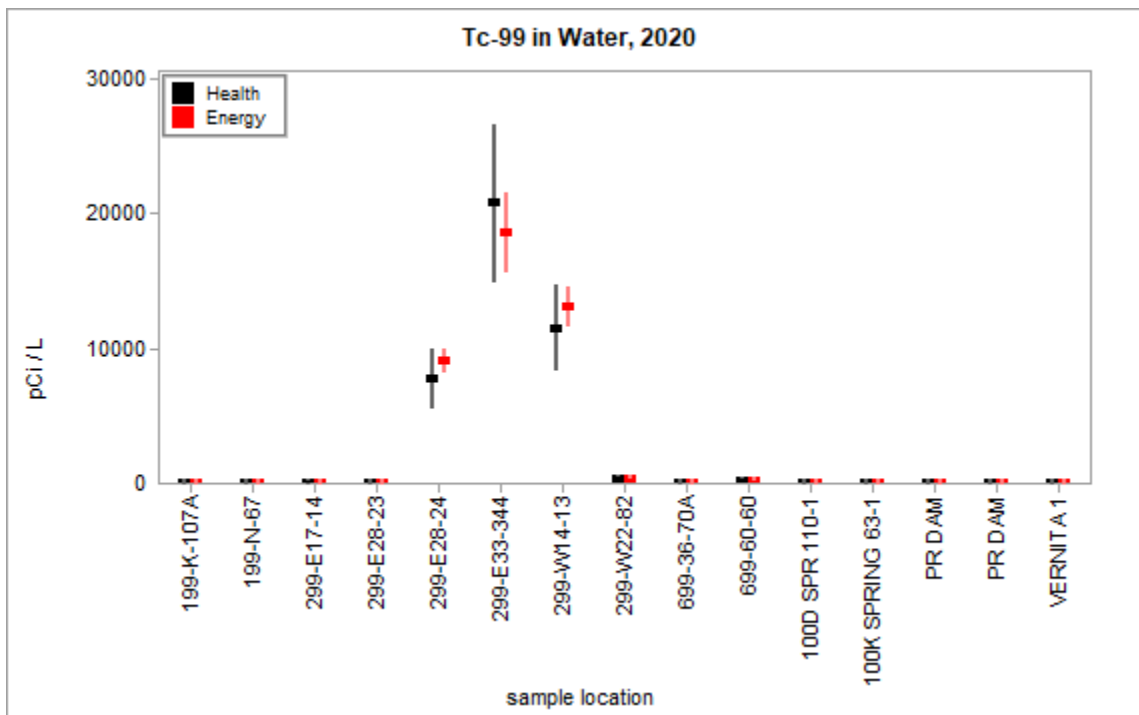 Tc-99 in Water, 2020
Health
Energy
30000
20000
10000
0
pCi / L
199-K-107A
199-N-67
299-E17-14
299-E28-23
299-E28-24
299-E33-344
299-W14-13
299-W22-82
699-36-70A
699-60-60
100D SPR 110-1
100K SPRING 63-1
PR DAM
PR DAM
VERNITA 1
sample location